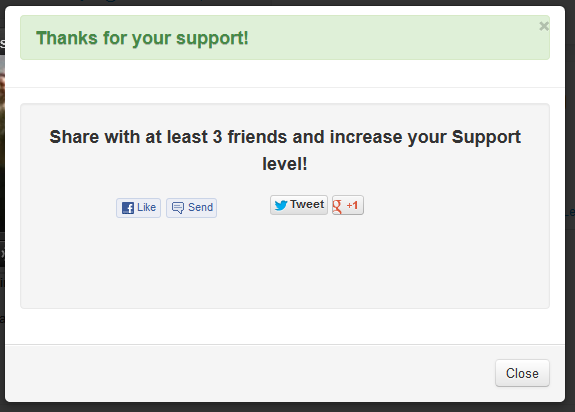 Thanks for your support!
×
Share with at least 3 friends and increase your Support
level!
Like Send Tweet +1
Close